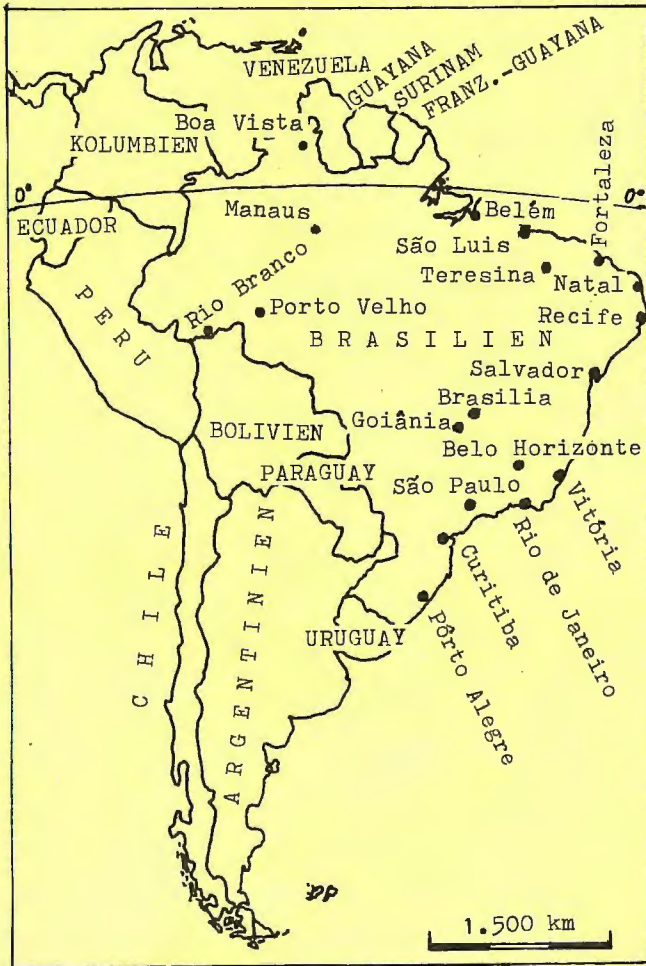 VENEZUELA
IGUAYANA
SURINAM
FRANZ.-GUAYANA
Boa Vista
KOLUMBIEN
0°
0°
ECUADOR
Manaus
Belém
Fortaleza
São Luis
Teresina
Natal
Rio Branco
Porto Velho
Recife
PERU
BRASILIEN
Salvador
Brasilia
Goiânia
BOLIVIEN
Belo Horizonte
PARAGUAY
São Paulo
Vitória
Rio de Janeiro
Curitiba
CHILE
ARGENTINIEN
URUGUAY
Pôrto Alegre
1.500 km